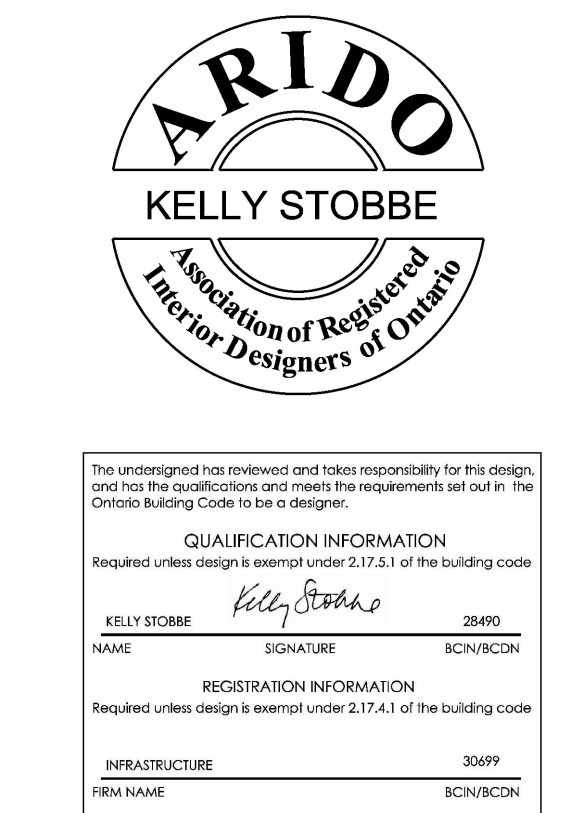 ARIDO
KELLY STOBBE
Association of Registered
Interior Designers of Ontario
The undersigned has reviewed and takes responsibility for this design,
and has the qualifications and meets the requirements set out in the
Ontario Building Code to be a designer.
QUALIFICATION INFORMATION
Required unless design is exempt under 2.17.5.1 of the building code
KELLY STOBBE Kelly Stobbe 28490
NAME SIGNATURE BCIN/BCDN
REGISTRATION INFORMATION
Required unless design is exempt under 2.17.4.1 of the building code
INFRASTRUCTURE 30699
FIRM NAME BCIN/BCDN